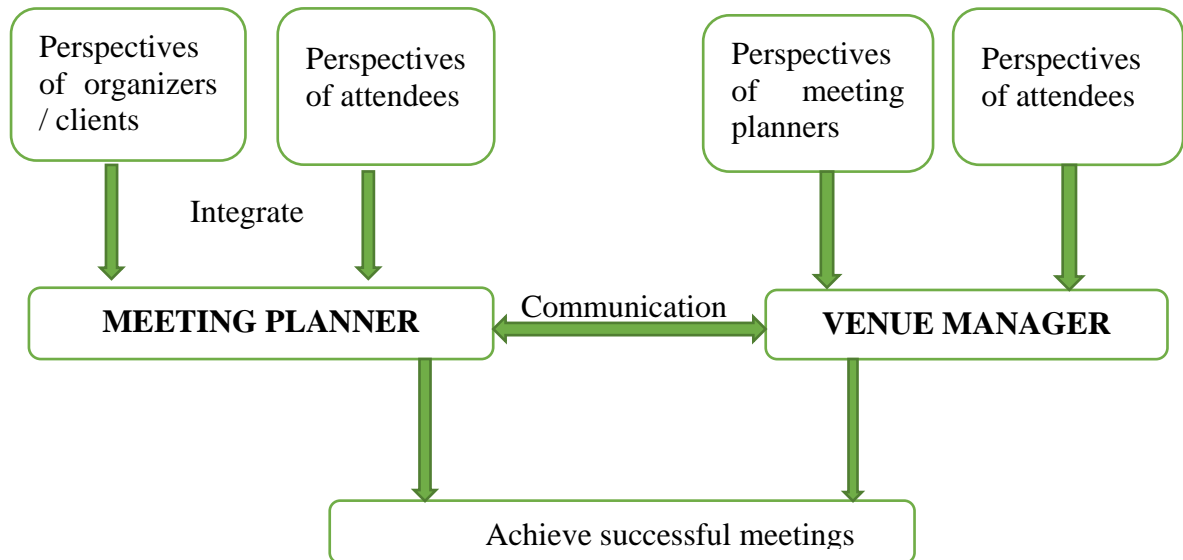 Perspectives
of organizers
/ clients
Perspectives
of attendees
Perspectives
of meeting
planners
Perspectives
of attendees
Integrate
MEETING PLANNER
Communication
VENUE MANAGER
Achieve successful meetings